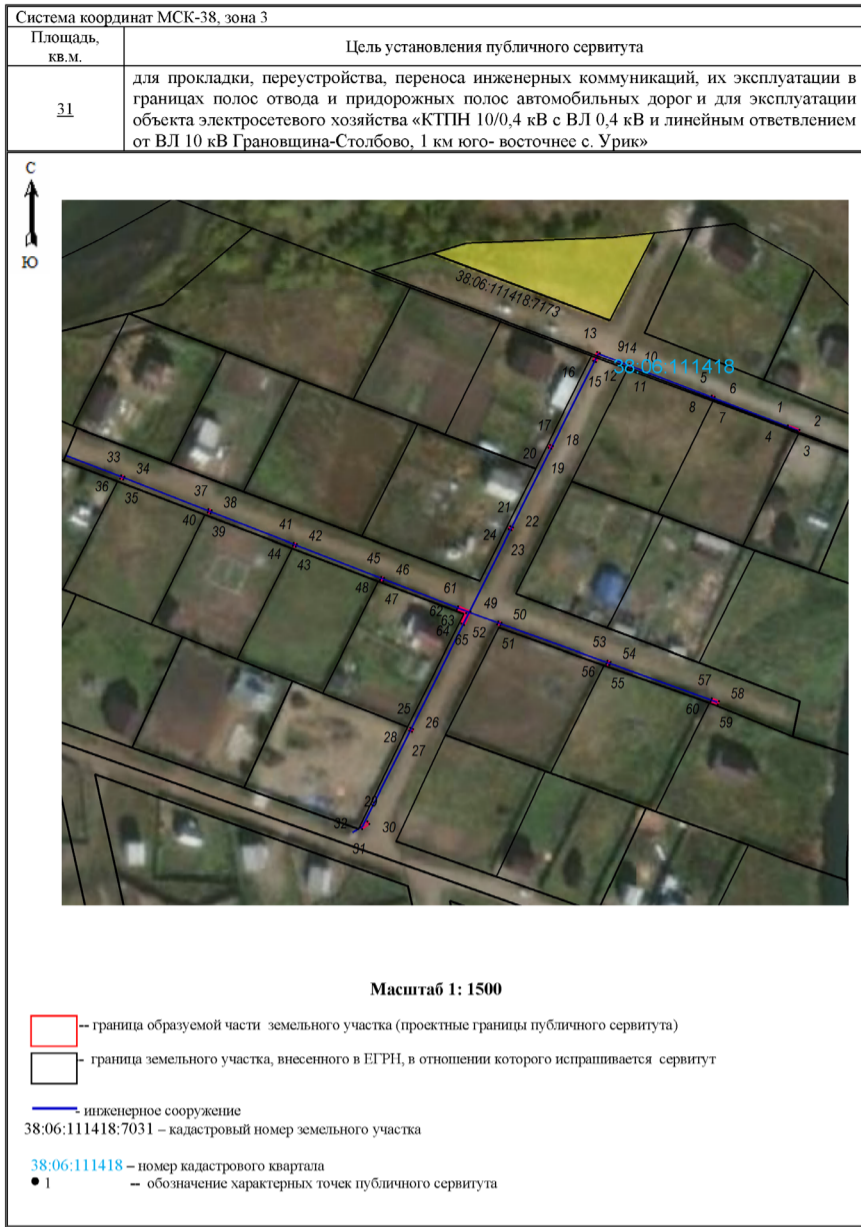 Система координат МСК-38, зона 3
Площадь, кв.м.
Цель установления публичного сервитута
31
для прокладки, переустройства, переноса инженерных коммуникаций, их эксплуатации в
границах полос отвода и придорожных полос автомобильных дорог и для эксплуатации
объекта электросетевого хозяйства «КТПН 10/0,4 кВ с ВЛ 0,4 кВ и линейным ответвлением
от ВЛ 10 кВ Грановщина-Столбово, 1 км юго- восточнее с. Урик»
С
Ю
38:06:111418:7173
13
914 10
38:06:111418
16 15 12 11
5 6
8 7
1 2
4 3
17 18
20 19
21 22
24 23
33 34
36 35
37 38
40 39
41 42
44 43
45 46
48 47
61 49 50
62 63 64 65 52 51
53 54
56 55
57 58
60 59
25 26
28 27
29 30
32 31
Масштаб 1: 1500
-- граница образуемой части земельного участка (проектные границы публичного сервитута)
- граница земельного участка, внесенного в ЕГРН, в отношении которого испрашивается сервитут
- инженерное сооружение
38:06:111418:7031 – кадастровый номер земельного участка
38:06:111418 – номер кадастрового квартала
● 1 -- обозначение характерных точек публичного сервитута